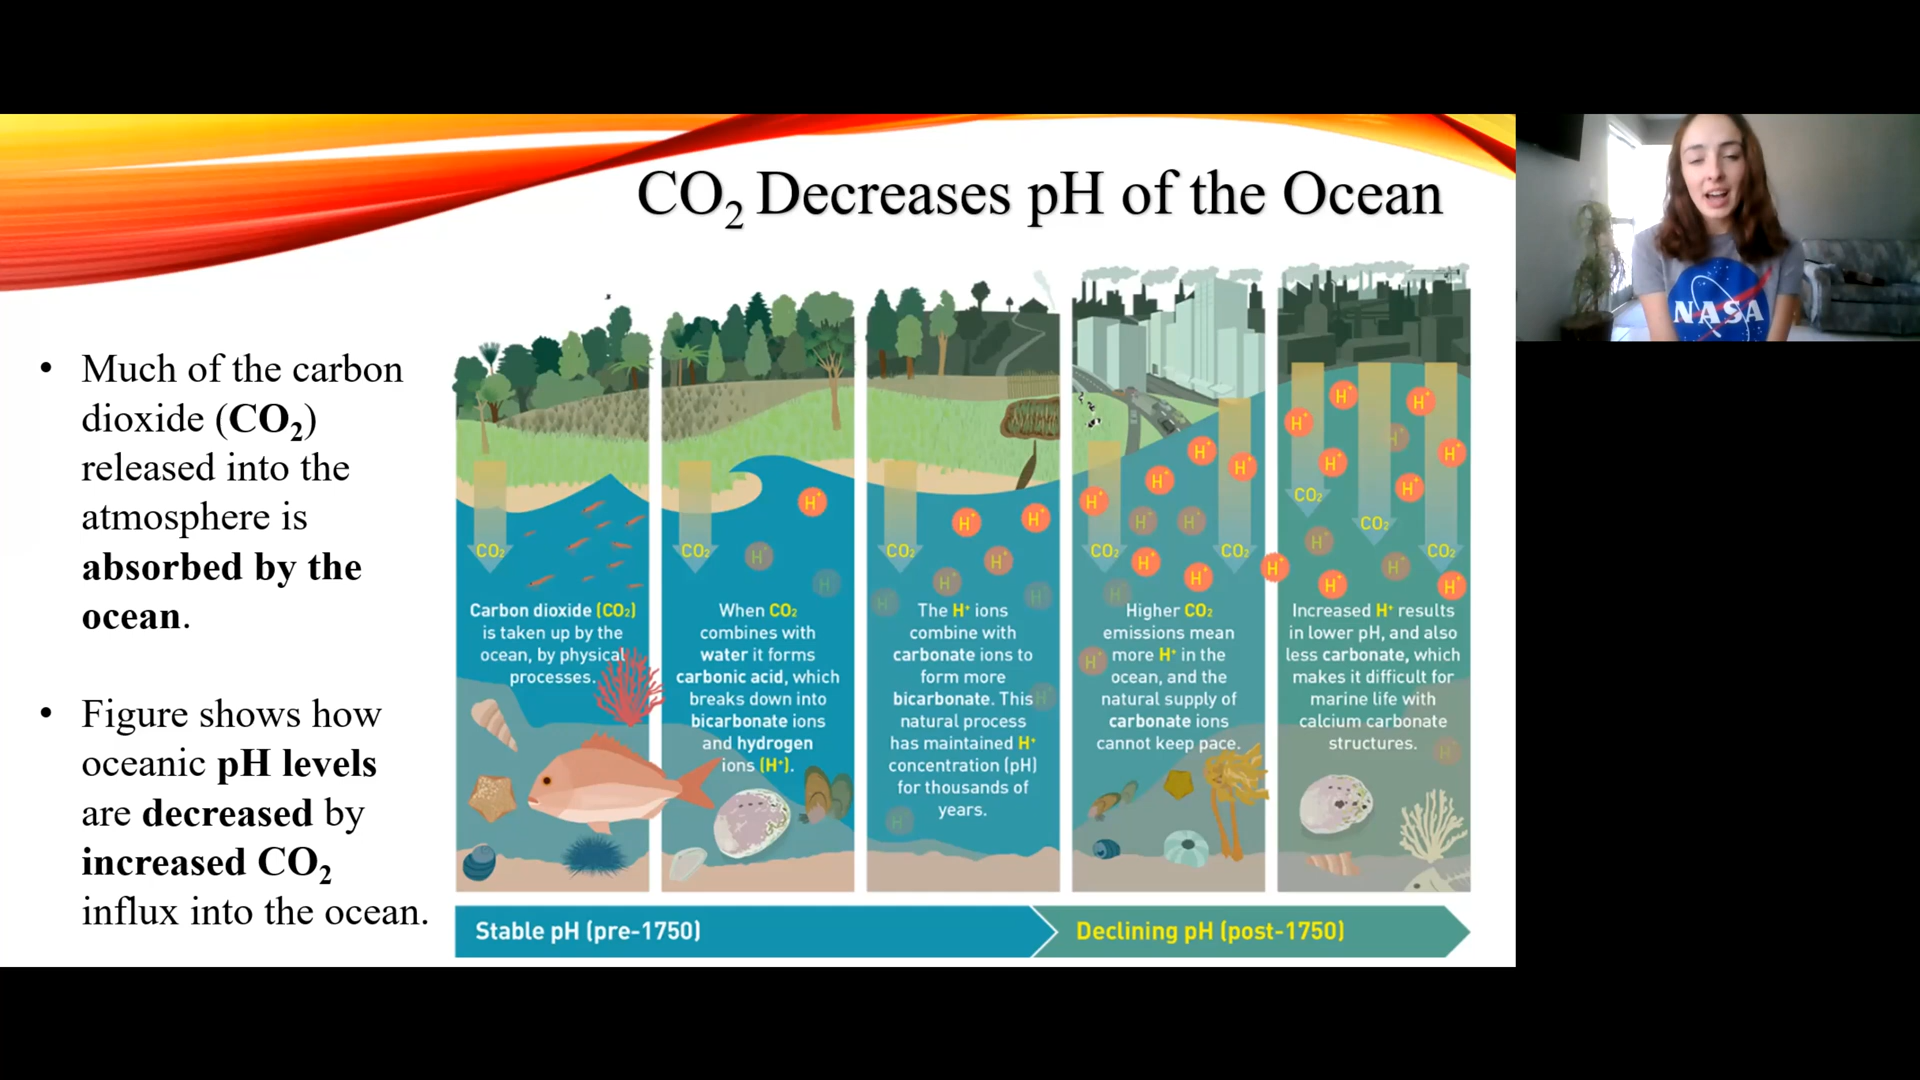 CO₂ Decreases pH of the Ocean
NASA
• Much of the carbon
dioxide (CO₂)
released into the
atmosphere is
absorbed by the
ocean.
• Figure shows how
oceanic pH levels
are decreased by
increased CO₂
influx into the ocean.
CO₂
Carbon dioxide (CO₂)
is taken up by the
ocean, by physical
processes.
CO₂
H⁺
H⁺
H⁺
When CO₂
combines with
water it forms
carbonic acid, which
breaks down into
bicarbonate ions
and hydrogen
ions (H⁺).
CO₂
H⁺
H⁺
H⁺
H⁺
H⁺
H⁺
The H⁺ ions
combine with
carbonate ions to
form more
bicarbonate. This
natural process
has maintained H⁺
concentration (pH)
for thousands of
years.
H⁺
H⁺
H⁺
H⁺
H⁺
H⁺
H⁺
H⁺
CO₂
CO₂
H⁺
H⁺
H⁺
H⁺
Higher CO₂
emissions mean
more H⁺ in the
ocean, and the
natural supply of
carbonate ions
cannot keep pace.
H⁺
H⁺
H⁺
H⁺
H⁺
H⁺
H⁺
H⁺
CO₂
CO₂
CO₂
H⁺
H⁺
H⁺
H⁺
H⁺
Increased H⁺ results
in lower pH, and also
less carbonate, which
makes it difficult for
marine life with
calcium carbonate
structures.
H⁺
Stable pH (pre-1750)
Declining pH (post-1750)